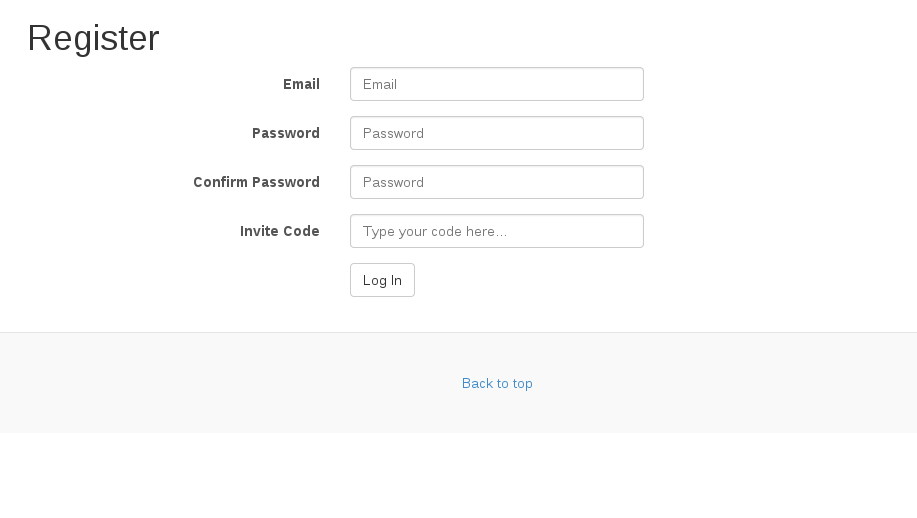 Register
Email Email
Password Password
Confirm Password Password
Invite Code Type your code here...
Log In
Back to top